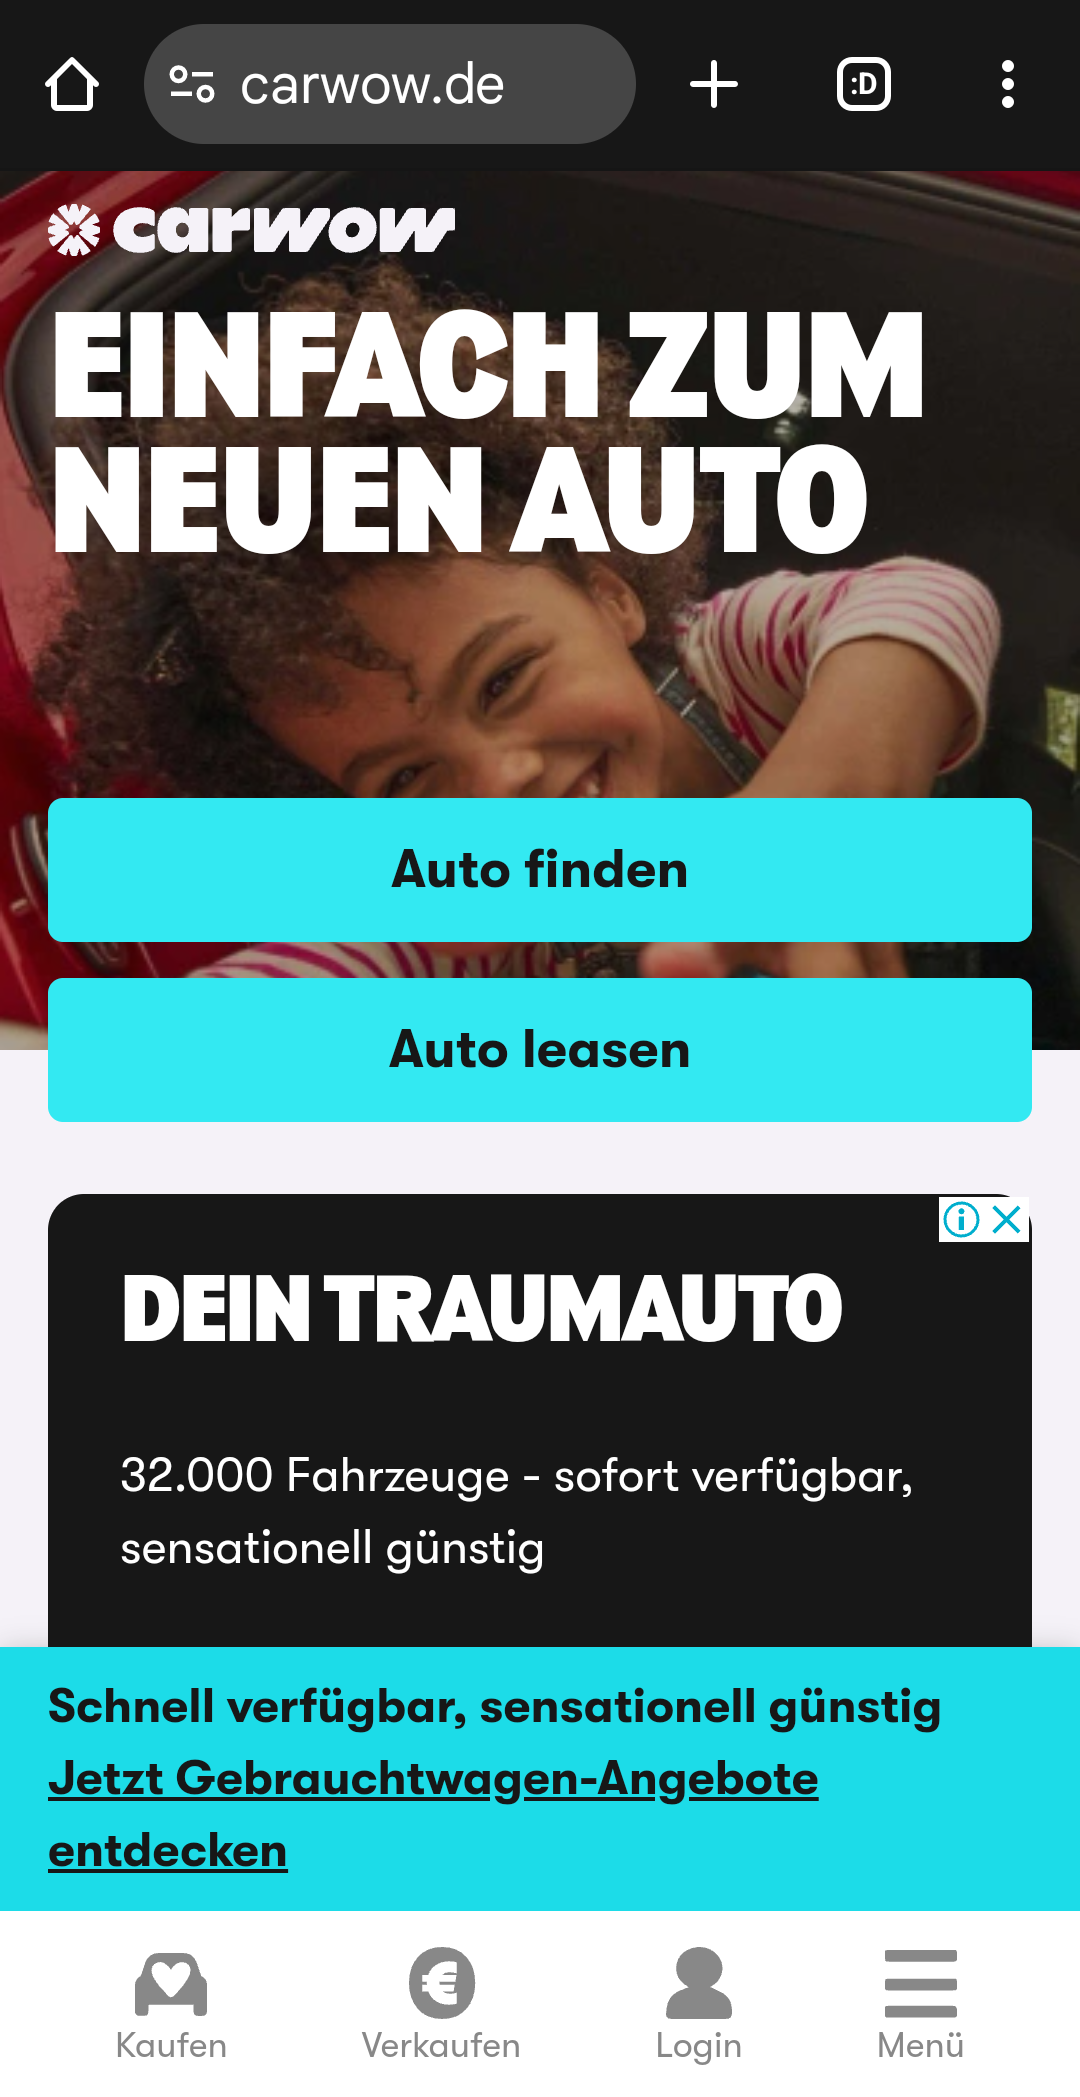 carwow.de
:D
carwow
EINFACH ZUM
NEUEN AUTO
Auto finden
Auto leasen
DEIN TRAUMAUTO
32.000 Fahrzeuge - sofort verfügbar,
sensationell günstig
Schnell verfügbar, sensationell günstig
Jetzt Gebrauchtwagen-Angebote
entdecken
Kaufen
Verkaufen
Login
Menü